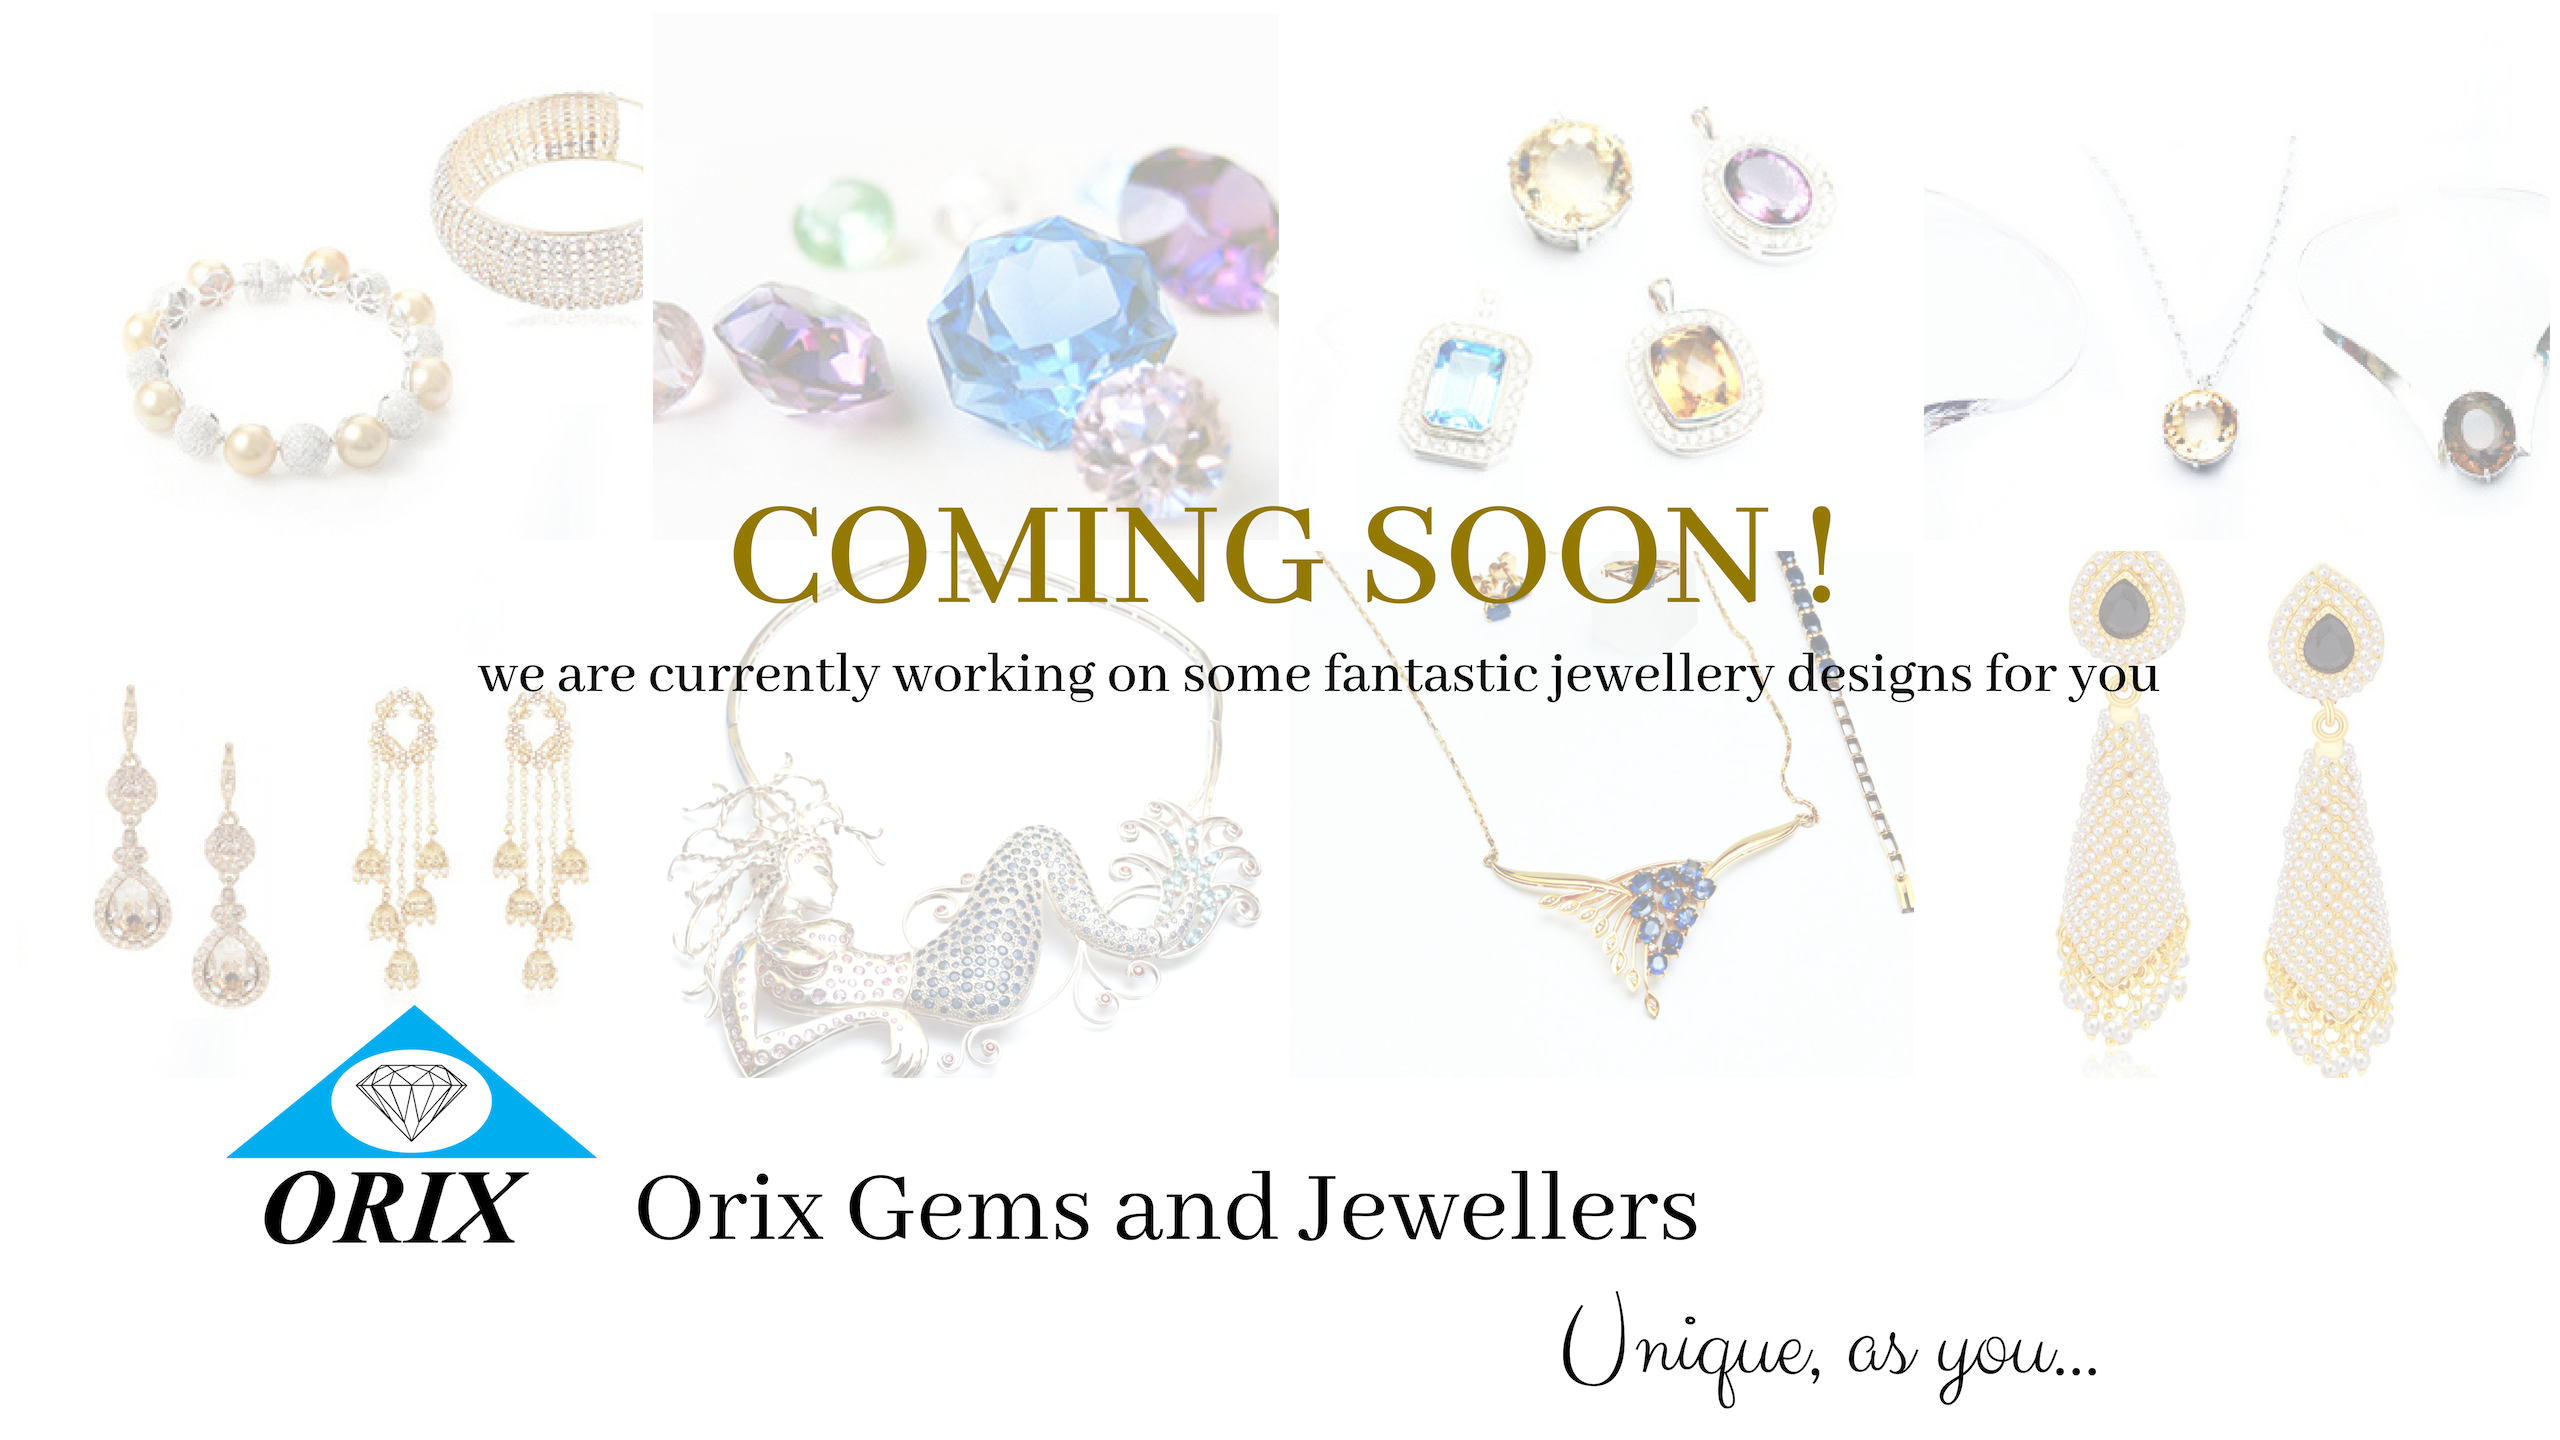 COMING SOON !
we are currently working on some fantastic jewellery designs for you
ORIX
Orix Gems and Jewellers
Unique, as you...